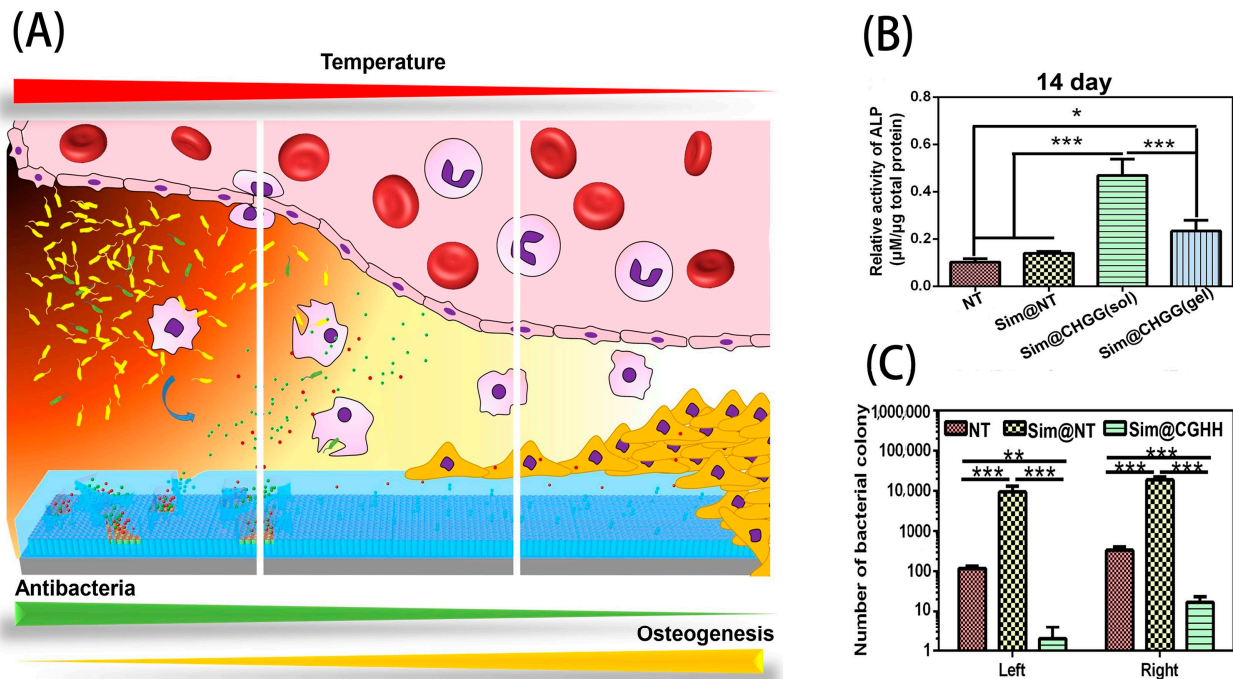 (A)
Temperature
Antibacteria
Osteogenesis
(B)
14 day
Relative activity of ALP
(μM/μg total protein)
0.8
0.6
0.4
0.2
0.0
*
***
***
NT
Sim@NT
Sim@CHGG(sol)
Sim@CHGG(gel)
(C)
Number of bacterial colony
1,000,000
100,000
10,000
1000
100
10
1
NT
Sim@NT
Sim@CGHH
**
***
***
***
***
***
Left
Right